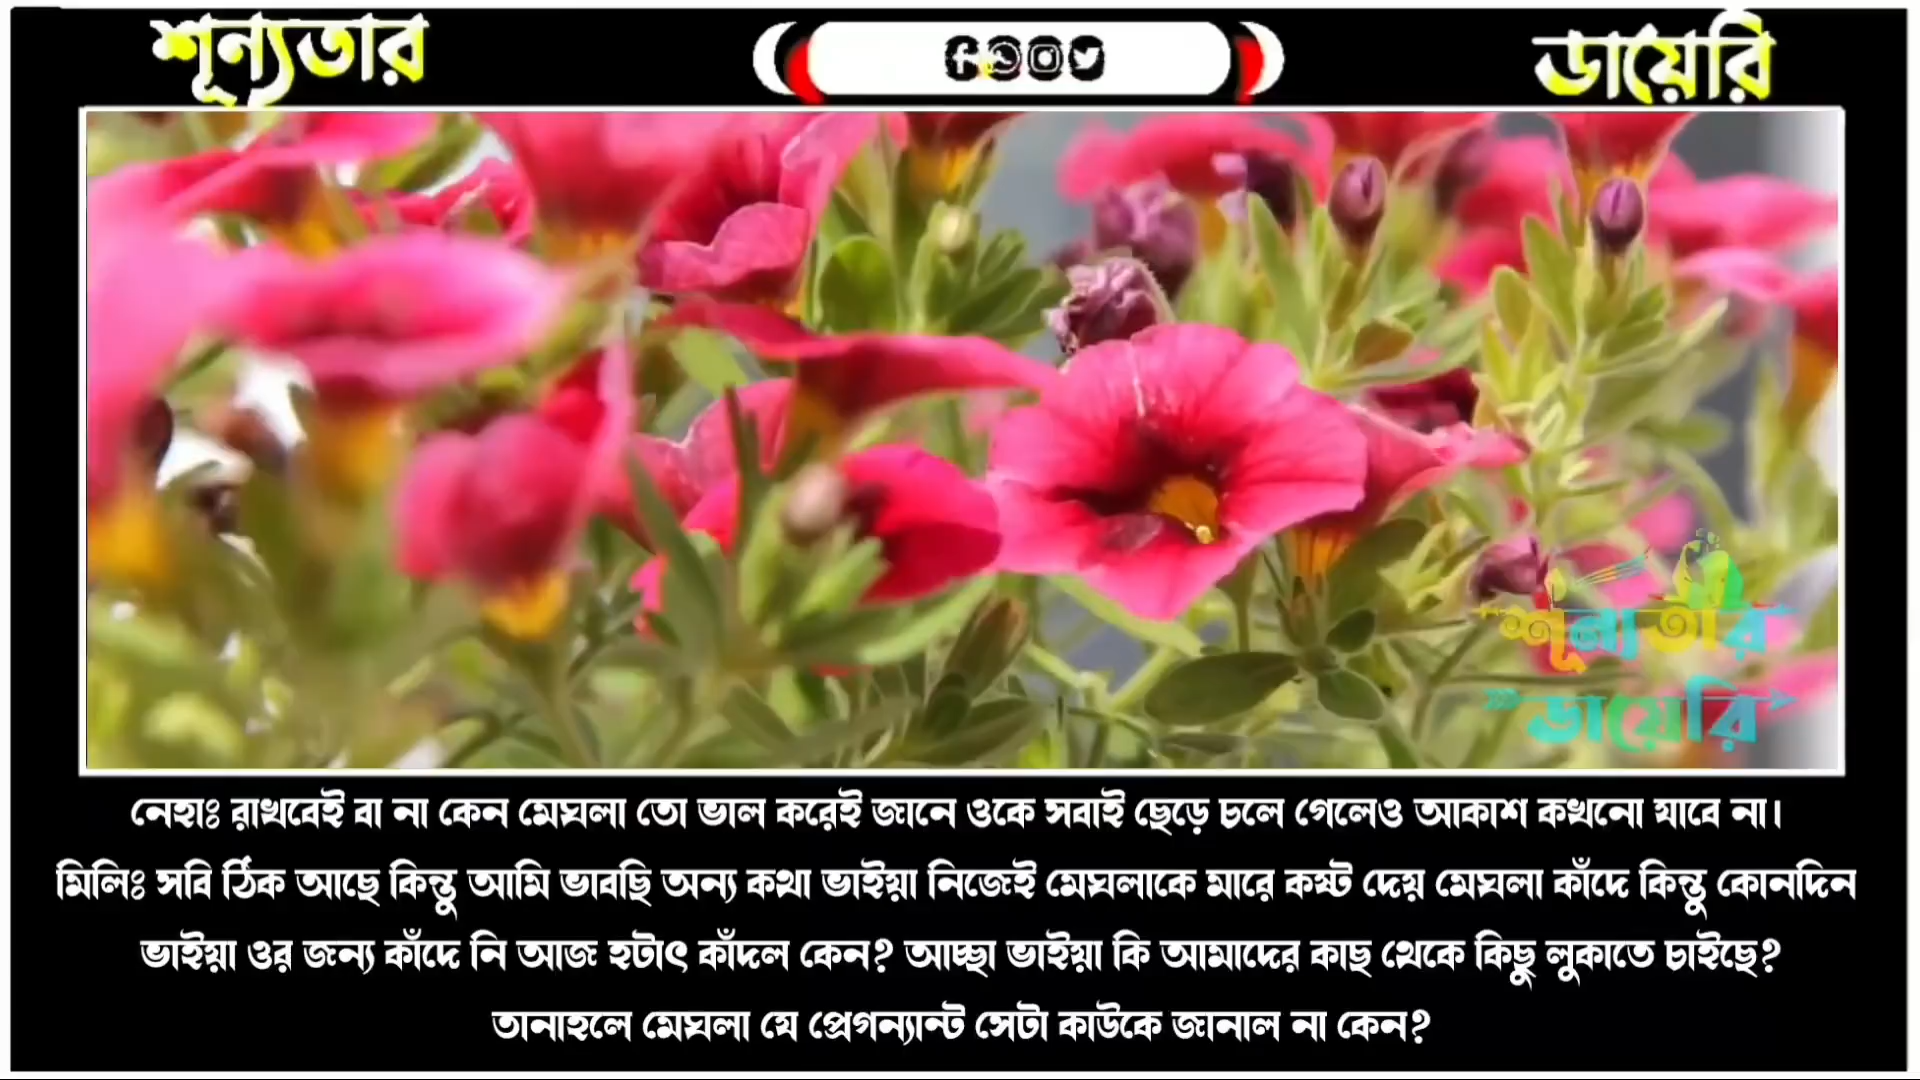 শূন্যতার
ডায়েরি
শূন্যতার
ডায়েরি
নেহাঃ রাখবেই বা না কেন মেঘলা তো ভাল করেই জানে ওকে সবাই ছেড়ে চলে গেলেও আকাশ কখনো যাবে না।
মিলিঃ সবি ঠিক আছে কিন্তু আমি ভাবছি অন্য কথা ভাইয়া নিজেই মেঘলাকে মারে কষ্ট দেয় মেঘলা কাঁদে কিন্তু কোনদিন
ভাইয়া ওর জন্য কাঁদে নি আজ হটাৎ কাঁদল কেন? আচ্ছা ভাইয়া কি আমাদের কাছ থেকে কিছু লুকাতে চাইছে?
তানাহলে মেঘলা যে প্রেগন্যান্ট সেটা কাউকে জানাল না কেন?